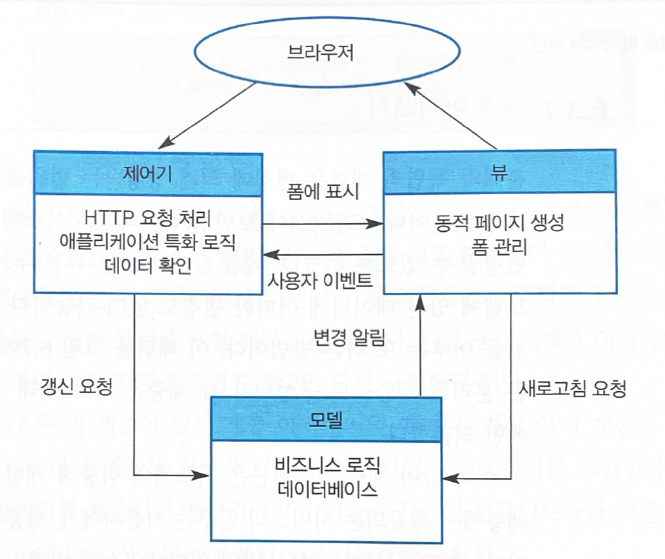 브라우저
제어기
HTTP 요청 처리
애플리케이션 특화 로직
데이터 확인
폼에 표시
사용자 이벤트
뷰
동적 페이지 생성
폼 관리
변경 알림
갱신 요청
새로고침 요청
모델
비즈니스 로직
데이터베이스